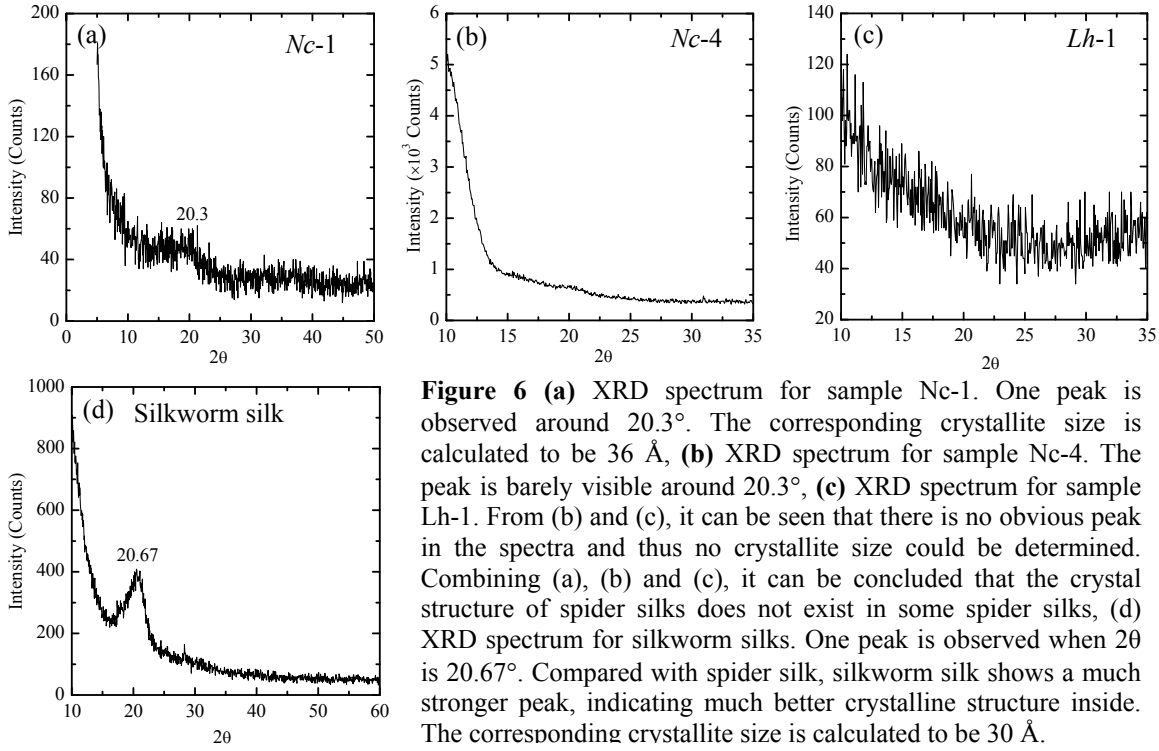 (a)
Nc-1
Intensity (Counts)
200
160
120
80
40
0
20.3
0 10 20 30 40 50
2θ
(b)
Nc-4
Intensity (×10³ Counts)
6
5
4
3
2
1
0
10 15 20 25 30 35
2θ
(c)
Lh-1
Intensity (Counts)
140
120
100
80
60
40
20
10 15 20 25 30 35
2θ
(d) Silkworm silk
Intensity (Counts)
1000
800
600
400
200
0
20.67
10 20 30 40 50 60
2θ
Figure 6 (a) XRD spectrum for sample Nc-1. One peak is
observed around 20.3°. The corresponding crystallite size is
calculated to be 36 Å, (b) XRD spectrum for sample Nc-4. The
peak is barely visible around 20.3°, (c) XRD spectrum for sample
Lh-1. From (b) and (c), it can be seen that there is no obvious peak
in the spectra and thus no crystallite size could be determined.
Combining (a), (b) and (c), it can be concluded that the crystal
structure of spider silks does not exist in some spider silks, (d)
XRD spectrum for silkworm silks. One peak is observed when 2θ
is 20.67°. Compared with spider silk, silkworm silk shows a much
stronger peak, indicating much better crystalline structure inside.
The corresponding crystallite size is calculated to be 30 Å.